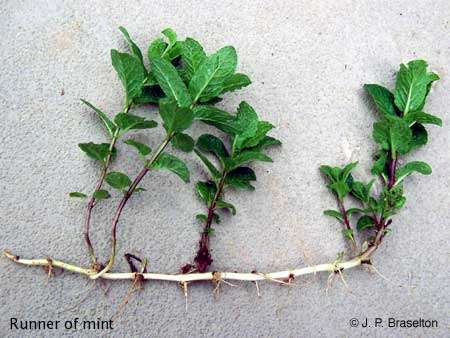 Runner of mint
© J. P. Braselton